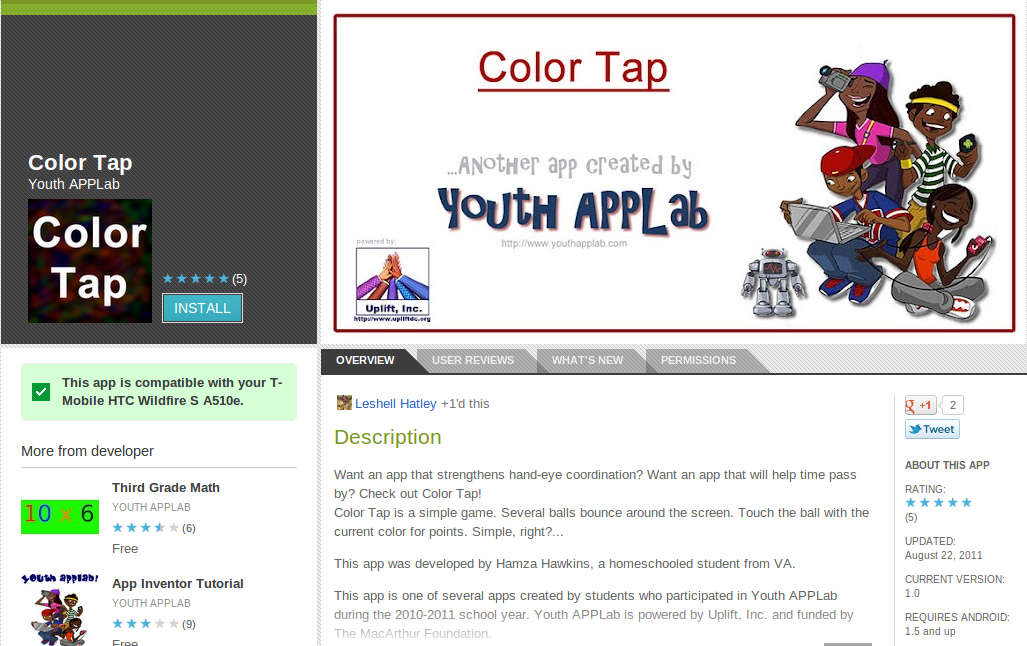 Color Tap
Youth APPLab
Color
Tap
(5)
INSTALL
Color Tap
...Another app created by
Youth APPLab
http://www.youthapplab.com
powered by:
Uplift, Inc.
http://www.upliftdc.org
This app is compatible with your T-
Mobile HTC Wildfire S A510e.
More from developer
10 x 6
Third Grade Math
YOUTH APPLAB
(6)
Free
Youth APPLab!
App Inventor Tutorial
YOUTH APPLAB
(9)
Free
OVERVIEW
USER REVIEWS
WHAT'S NEW
PERMISSIONS
Leshell Hatley +1'd this
Description
Want an app that strengthens hand-eye coordination? Want an app that will help time pass
by? Check out Color Tap!
Color Tap is a simple game. Several balls bounce around the screen. Touch the ball with the
current color for points. Simple, right?...
This app was developed by Hamza Hawkins, a homeschooled student from VA.
This app is one of several apps created by students who participated in Youth APPLab
during the 2010-2011 school year. Youth APPLab is powered by Uplift, Inc. and funded by
The MacArthur Foundation.
g +1 2
Tweet
ABOUT THIS APP
RATING:
(5)
UPDATED:
August 22, 2011
CURRENT VERSION:
1.0
REQUIRES ANDROID:
1.5 and up